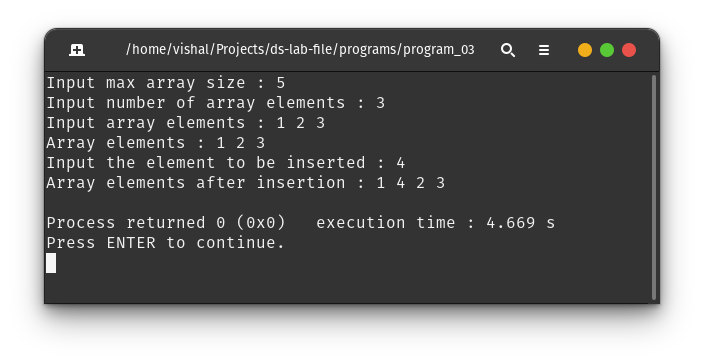 /home/vishal/Projects/ds-lab-file/programs/program_03
Input max array size : 5
Input number of array elements : 3
Input array elements : 1 2 3
Array elements : 1 2 3
Input the element to be inserted : 4
Array elements after insertion : 1 4 2 3
Process returned 0 (0x0)   execution time : 4.669 s
Press ENTER to continue.